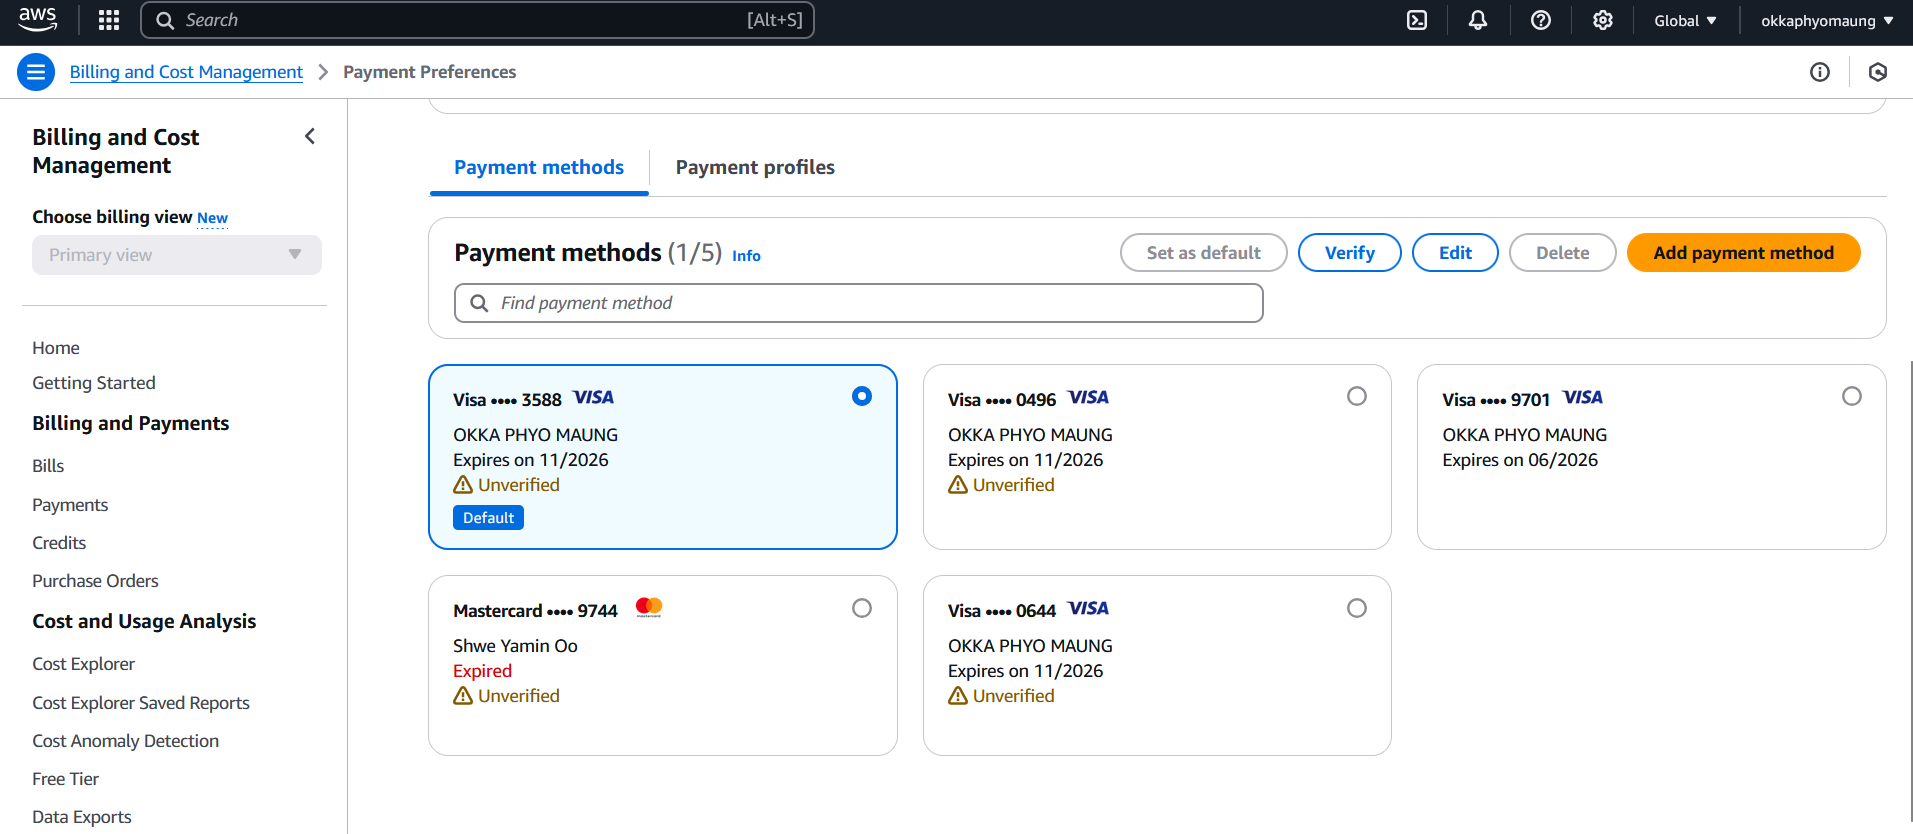 aws
Search [Alt+S]
Global
okkaphyomaung
Billing and Cost Management
Payment Preferences
Billing and Cost
Management
Choose billing view New
Primary view
Home
Getting Started
Billing and Payments
Bills
Payments
Credits
Purchase Orders
Cost and Usage Analysis
Cost Explorer
Cost Explorer Saved Reports
Cost Anomaly Detection
Free Tier
Data Exports
Payment methods
Payment profiles
Payment methods (1/5) Info
Set as default
Verify
Edit
Delete
Add payment method
Find payment method
Visa •••• 3588 VISA
OKKA PHYO MAUNG
Expires on 11/2026
Unverified
Default
Visa •••• 0496 VISA
OKKA PHYO MAUNG
Expires on 11/2026
Unverified
Visa •••• 9701 VISA
OKKA PHYO MAUNG
Expires on 06/2026
Mastercard •••• 9744 mastercard
Shwe Yamin Oo
Expired
Unverified
Visa •••• 0644 VISA
OKKA PHYO MAUNG
Expires on 11/2026
Unverified